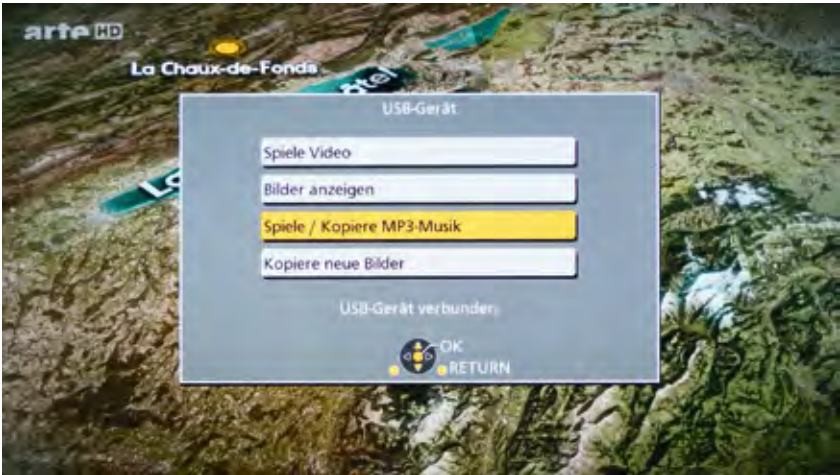 arte HD
La Chaux-de-Fonds
USB-Gerät
Spiele Video
Bilder anzeigen
Spiele / Kopiere MP3-Musik
Kopiere neue Bilder
USB-Gerät verbunden
OK
RETURN